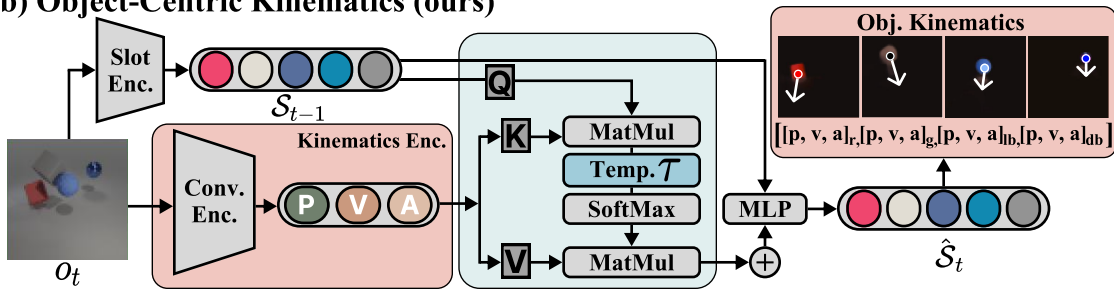 b) Object-Centric Kinematics (ours)
Slot
Enc.
S_{t-1}
Kinematics Enc.
Conv.
Enc.
P V A
o_t
Q
K
V
MatMul
Temp. τ
SoftMax
MatMul
+
MLP
Ŝ_t
Obj. Kinematics
[[p, v, a]_r,[p, v, a]_g,[p, v, a]_lb,[p, v, a]_db]